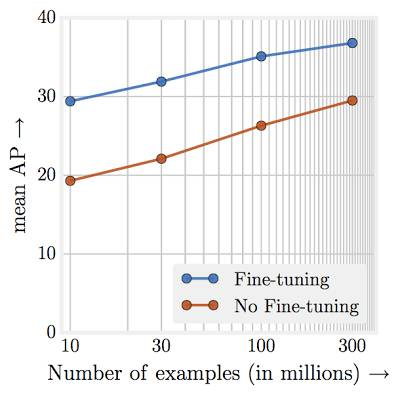 40
30
20
10
0
mean AP →
10 30 100 300
Number of examples (in millions) →
Fine-tuning
No Fine-tuning